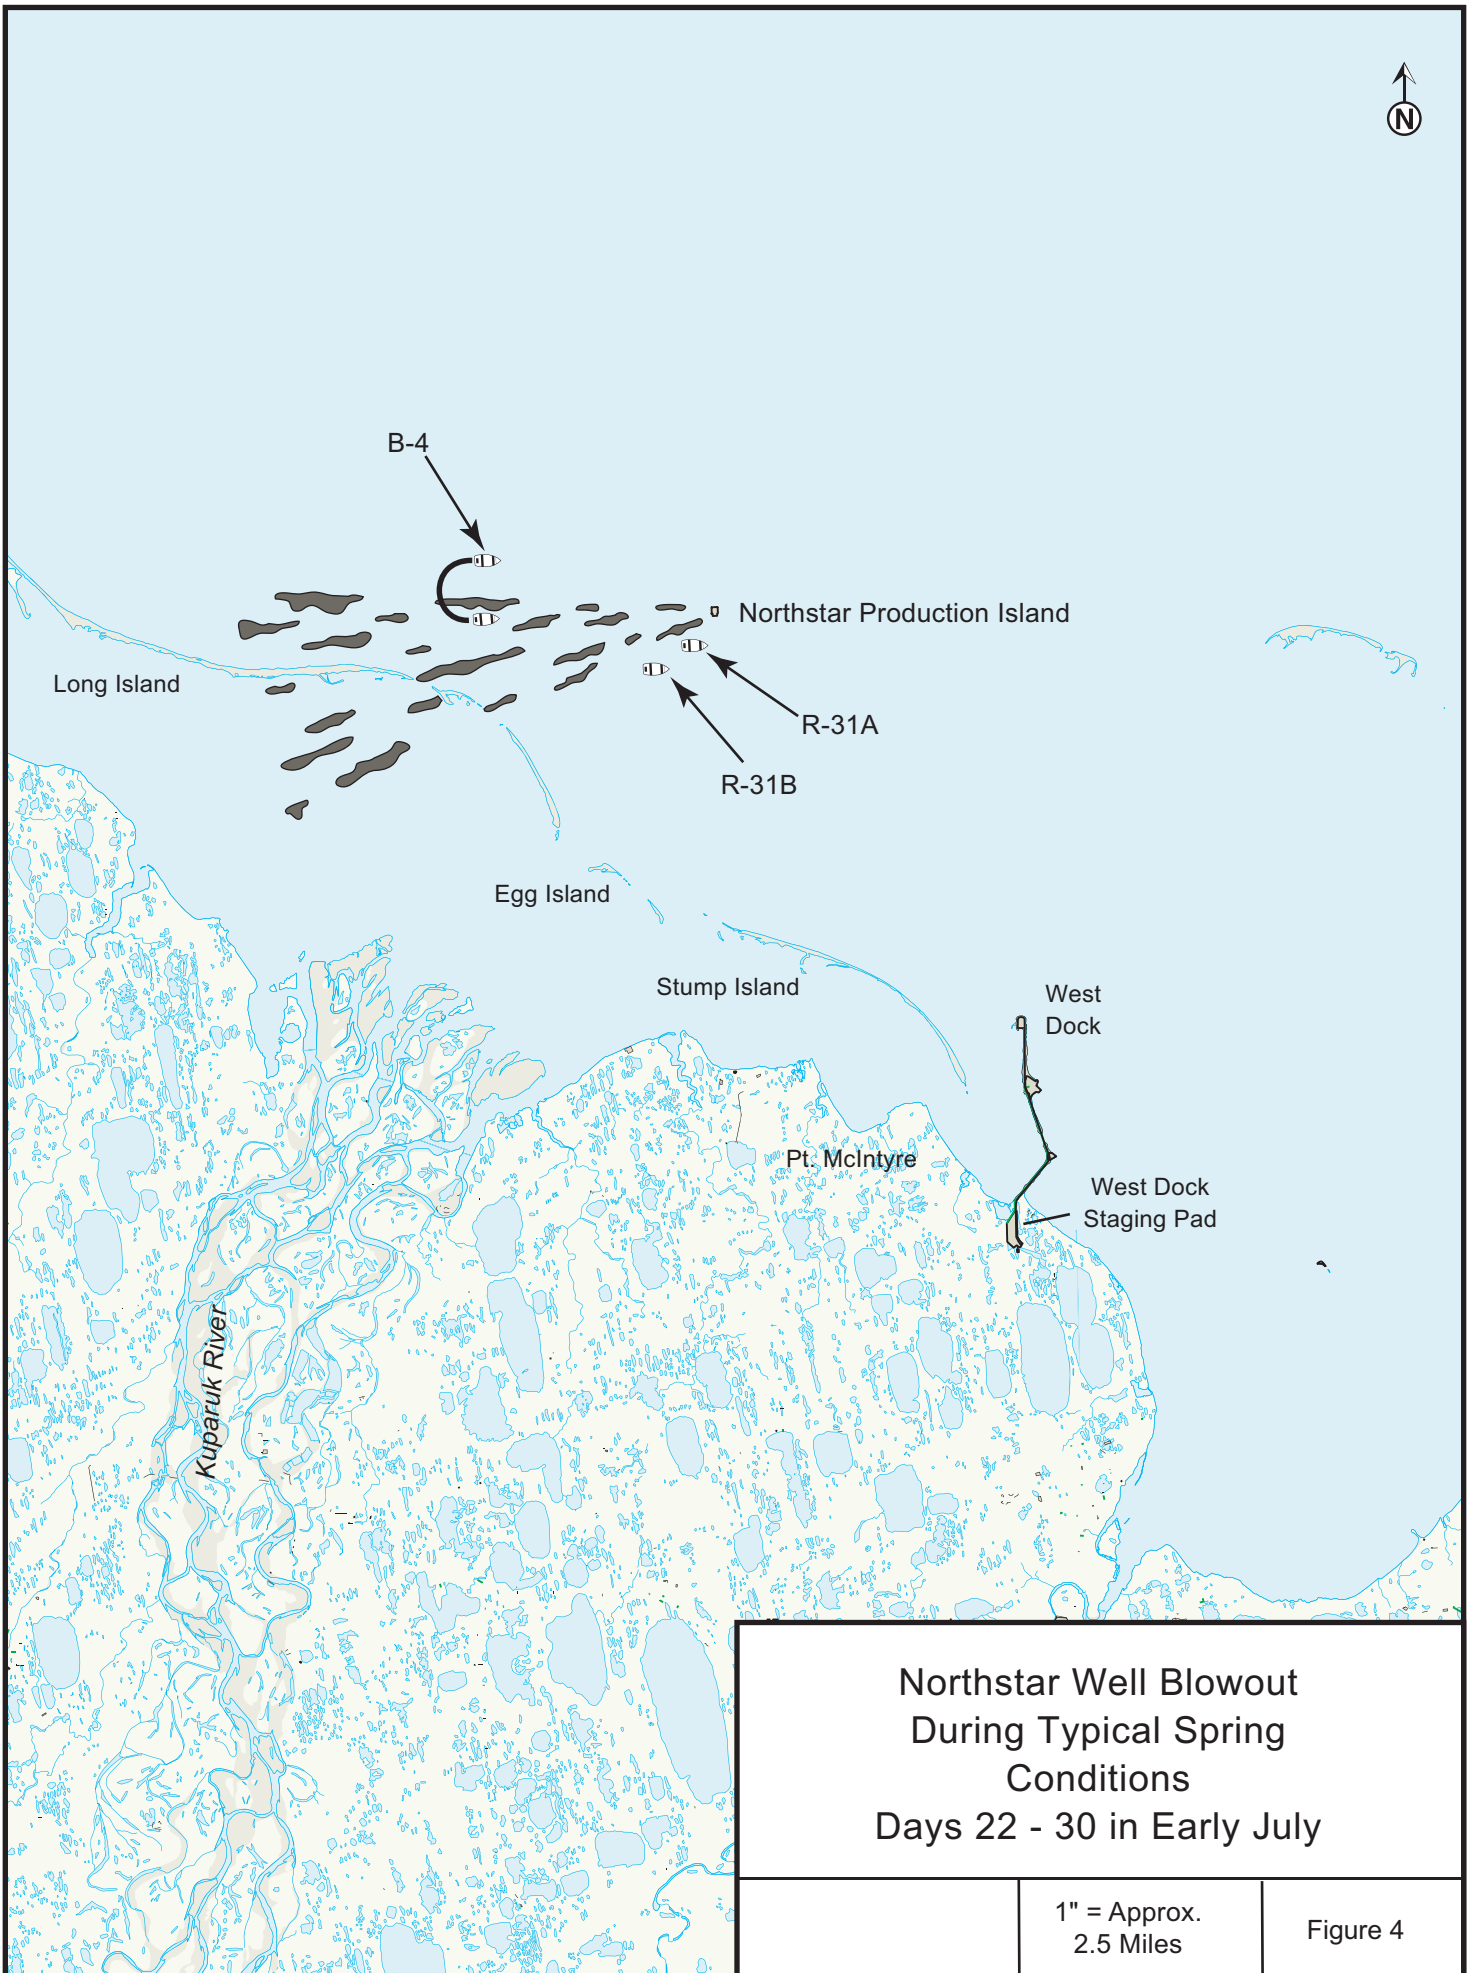 N
B-4
Northstar Production Island
Long Island
R-31A
R-31B
Egg Island
Stump Island
West
Dock
Pt. McIntyre
West Dock
Staging Pad
Kuparuk River
Northstar Well Blowout
During Typical Spring
Conditions
Days 22 - 30 in Early July
1" = Approx.
2.5 Miles
Figure 4